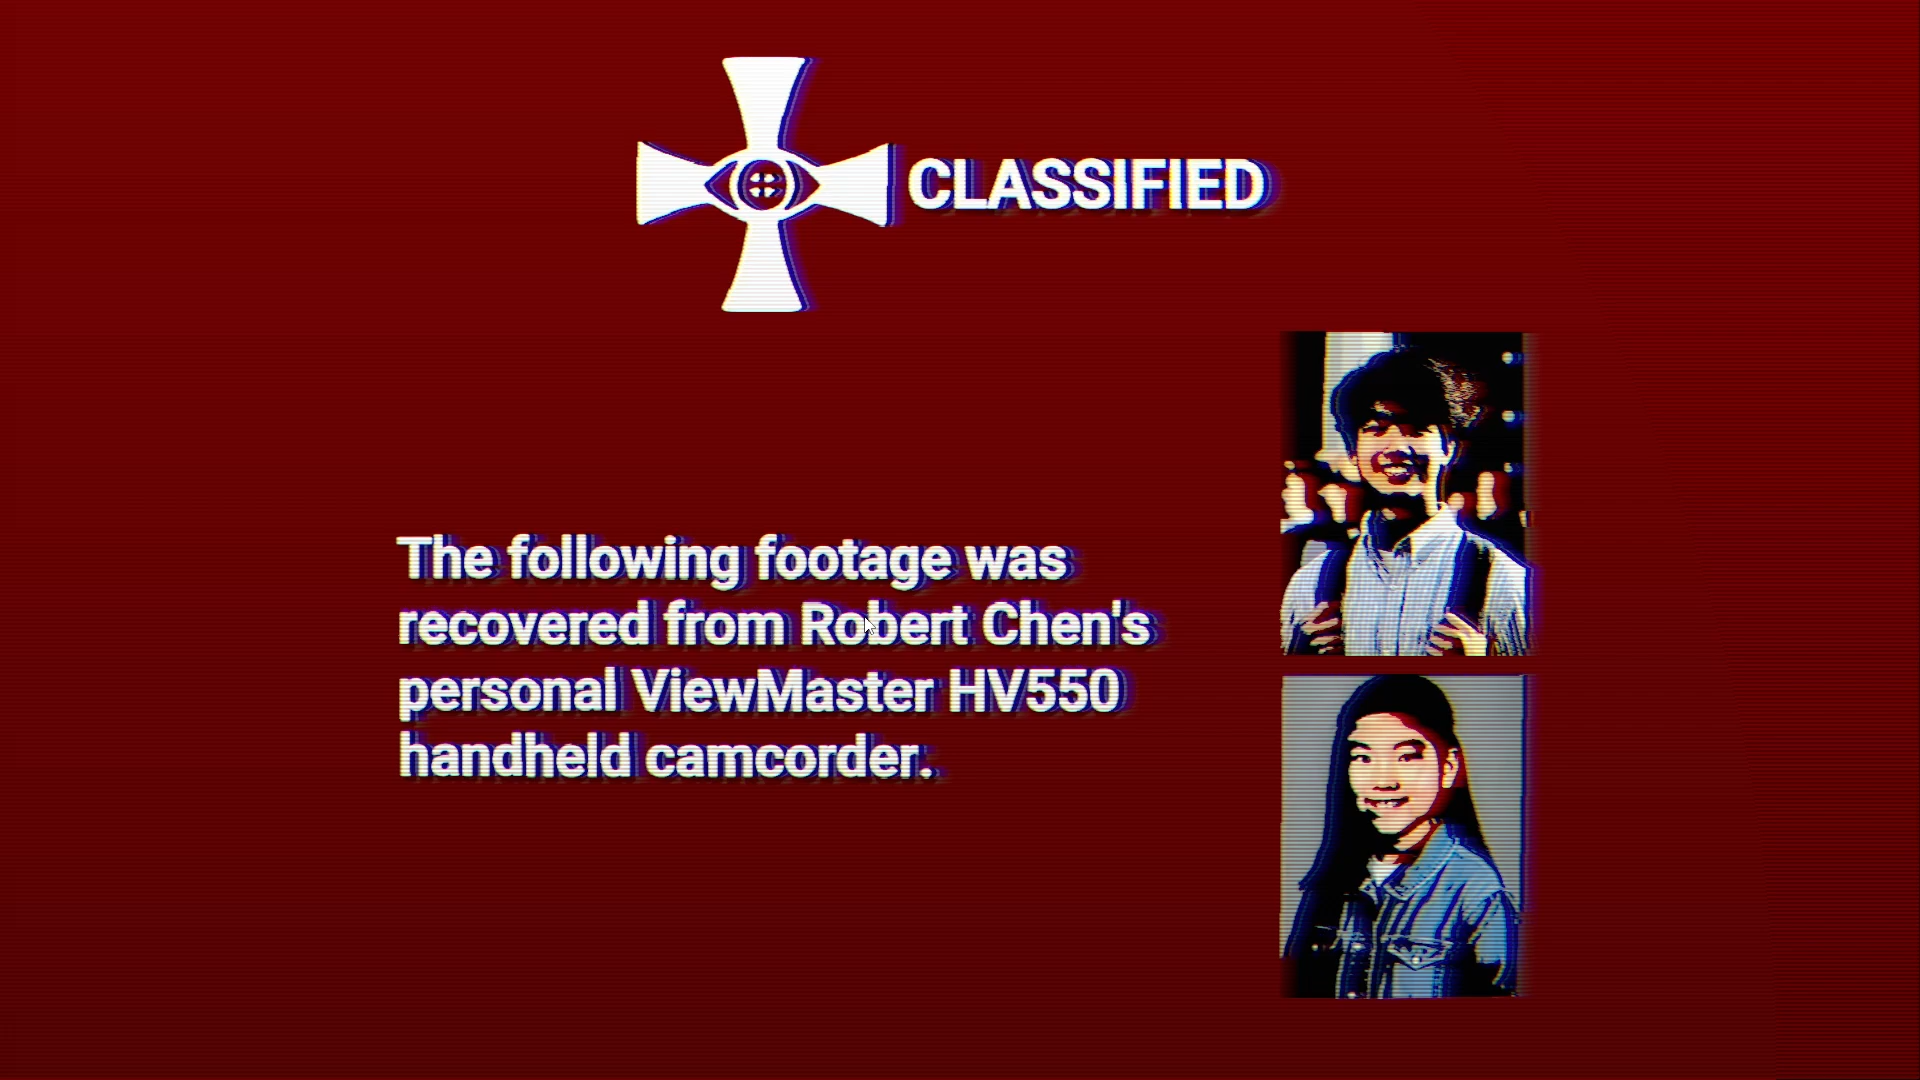 CLASSIFIED
The following footage was
recovered from Robert Chen's
personal ViewMaster HV550
handheld camcorder.